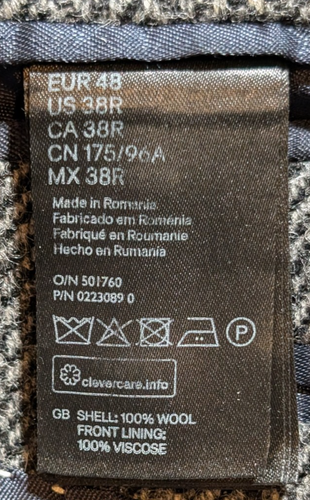 EUR 48
US 38R
CA 38R
CN 175/96A
MX 38R
Made in Romania
Fabricado em Roménia
Fabriqué en Roumanie
Hecho en Rumanía
O/N 501760
P/N 0223089 0
P
clevercare.info
GB SHELL: 100% WOOL
FRONT LINING:
100% VISCOSE